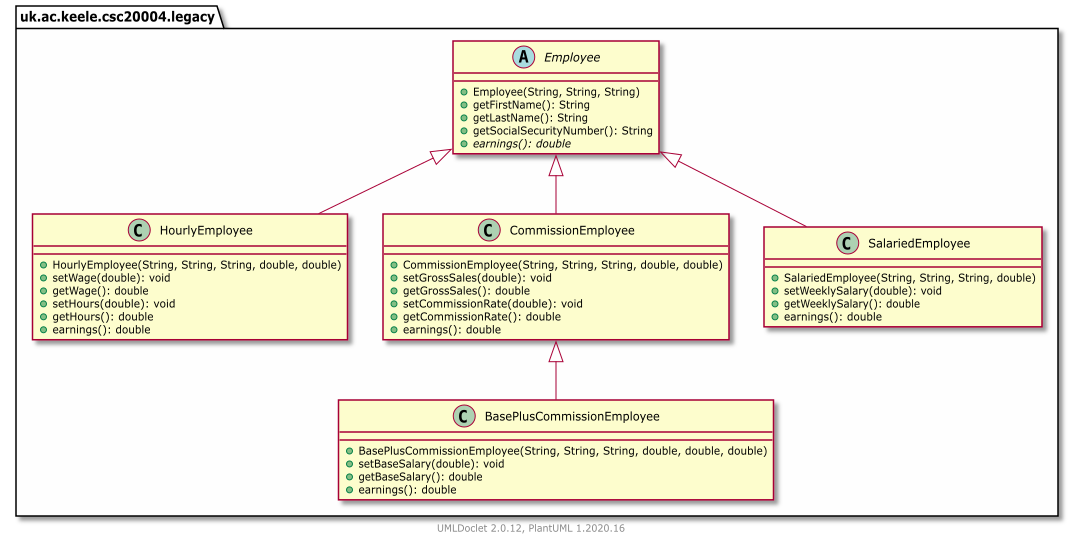 uk.ac.keele.csc20004.legacy
A
Employee
Employee(String, String, String)
getFirstName(): String
getLastName(): String
getSocialSecurityNumber(): String
earnings(): double
C
HourlyEmployee
HourlyEmployee(String, String, String, double, double)
setWage(double): void
getWage(): double
setHours(double): void
getHours(): double
earnings(): double
C
CommissionEmployee
CommissionEmployee(String, String, String, double, double)
setGrossSales(double): void
getGrossSales(): double
setCommissionRate(double): void
getCommissionRate(): double
earnings(): double
C
SalariedEmployee
SalariedEmployee(String, String, String, double)
setWeeklySalary(double): void
getWeeklySalary(): double
earnings(): double
C
BasePlusCommissionEmployee
BasePlusCommissionEmployee(String, String, String, double, double, double)
setBaseSalary(double): void
getBaseSalary(): double
earnings(): double
UMLDoclet 2.0.12, PlantUML 1.2020.16